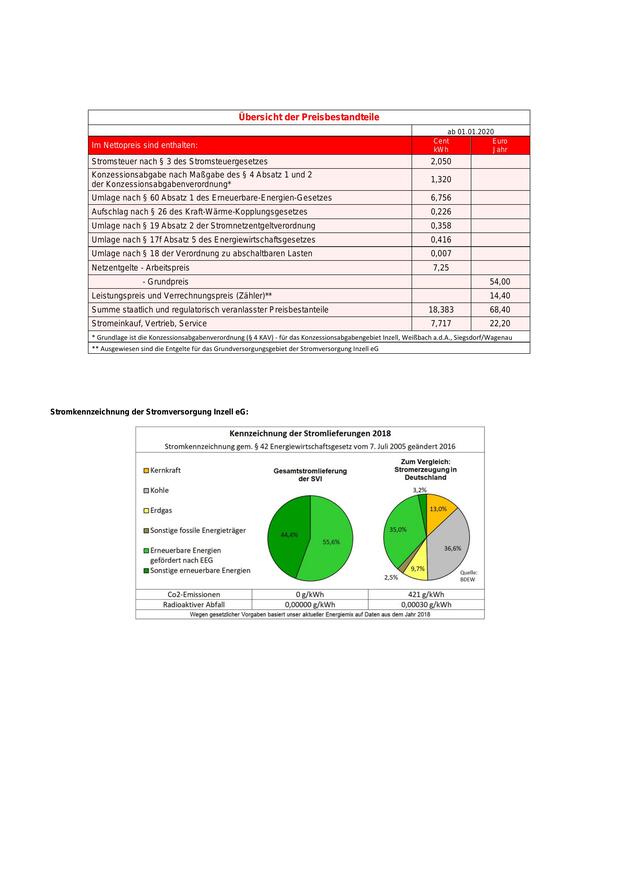 Übersicht der Preisbestandteile
ab 01.01.2020
Im Nettopreis sind enthalten: Cent kWh Euro Jahr
Stromsteuer nach § 3 des Stromsteuergesetzes 2,050
Konzessionsabgabe nach Maßgabe des § 4 Absatz 1 und 2
der Konzessionsabgabenverordnung* 1,320
Umlage nach § 60 Absatz 1 des Erneuerbare-Energien-Gesetzes 6,756
Aufschlag nach § 26 des Kraft-Wärme-Kopplungsgesetzes 0,226
Umlage nach § 19 Absatz 2 der Stromnetzentgeltverordnung 0,358
Umlage nach § 17f Absatz 5 des Energiewirtschaftsgesetzes 0,416
Umlage nach § 18 der Verordnung zu abschaltbaren Lasten 0,007
Netzentgelte - Arbeitspreis 7,25
- Grundpreis 54,00
Leistungspreis und Verrechnungspreis (Zähler)** 14,40
Summe staatlich und regulatorisch veranlasster Preisbestanteile 18,383 68,40
Stromeinkauf, Vertrieb, Service 7,717 22,20
* Grundlage ist die Konzessionsabgabenverordnung (§ 4 KAV) - für das Konzessionsabgabengebiet Inzell, Weißbach a.d.A., Siegsdorf/Wagenau
** Ausgewiesen sind die Entgelte für das Grundversorgungsgebiet der Stromversorgung Inzell eG
Stromkennzeichnung der Stromversorgung Inzell eG:
Kennzeichnung der Stromlieferungen 2018
Stromkennzeichnung gem. § 42 Energiewirtschaftsgesetz vom 7. Juli 2005 geändert 2016
Kernkraft
Kohle
Erdgas
Sonstige fossile Energieträger
Erneuerbare Energien
gefördert nach EEG
Sonstige erneuerbare Energien
Gesamtstromlieferung
der SVI
44,4%
55,6%
Zum Vergleich:
Stromerzeugung in
Deutschland
3,2%
13,0%
35,0%
36,6%
9,7%
2,5%
Quelle:
BDEW
Co2-Emissionen 0 g/kWh 421 g/kWh
Radioaktiver Abfall 0,00000 g/kWh 0,00030 g/kWh
Wegen gesetzlicher Vorgaben basiert unser aktueller Energiemix auf Daten aus dem Jahr 2018